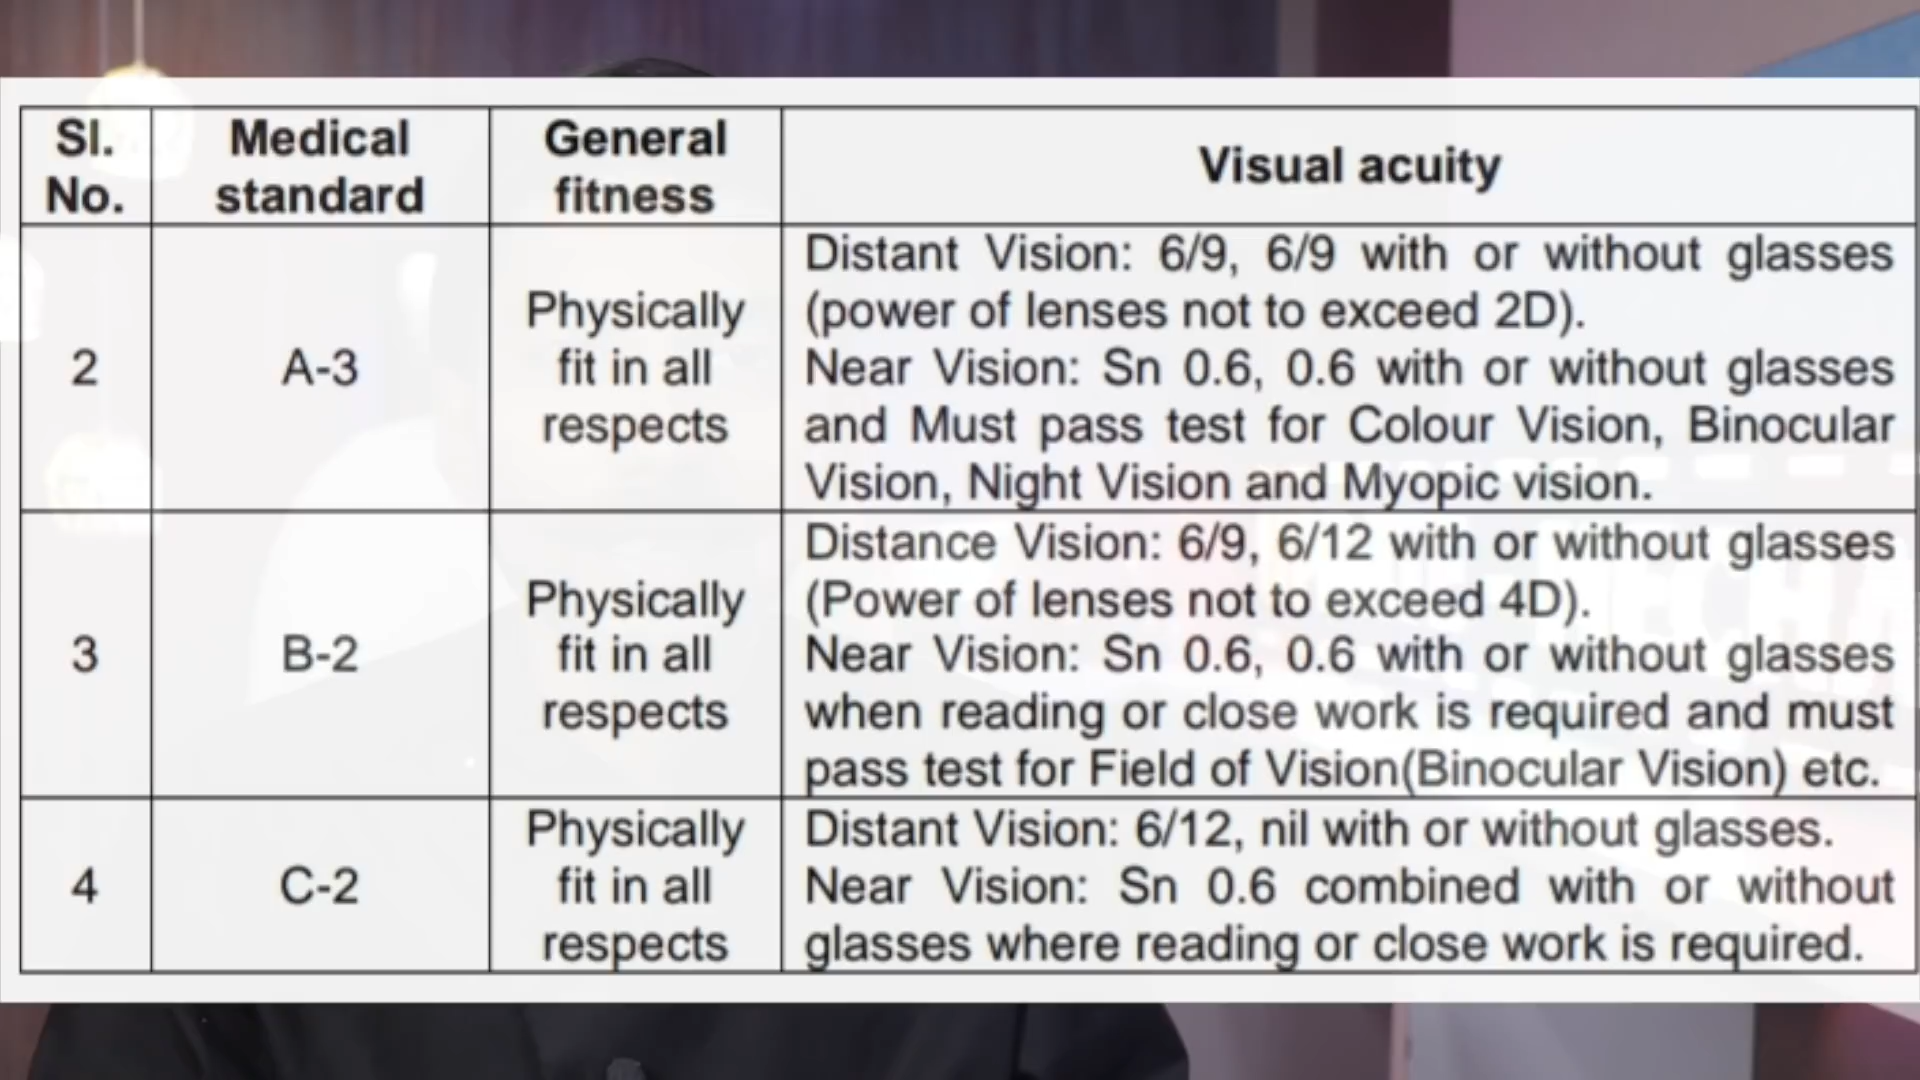 Sl. No.
Medical standard
General fitness
Visual acuity
2
A-3
Physically
fit in all
respects
Distant Vision: 6/9, 6/9 with or without glasses
(power of lenses not to exceed 2D).
Near Vision: Sn 0.6, 0.6 with or without glasses
and Must pass test for Colour Vision, Binocular
Vision, Night Vision and Myopic vision.
3
B-2
Physically
fit in all
respects
Distance Vision: 6/9, 6/12 with or without glasses
(Power of lenses not to exceed 4D).
Near Vision: Sn 0.6, 0.6 with or without glasses
when reading or close work is required and must
pass test for Field of Vision(Binocular Vision) etc.
4
C-2
Physically
fit in all
respects
Distant Vision: 6/12, nil with or without glasses.
Near Vision: Sn 0.6 combined with or without
glasses where reading or close work is required.